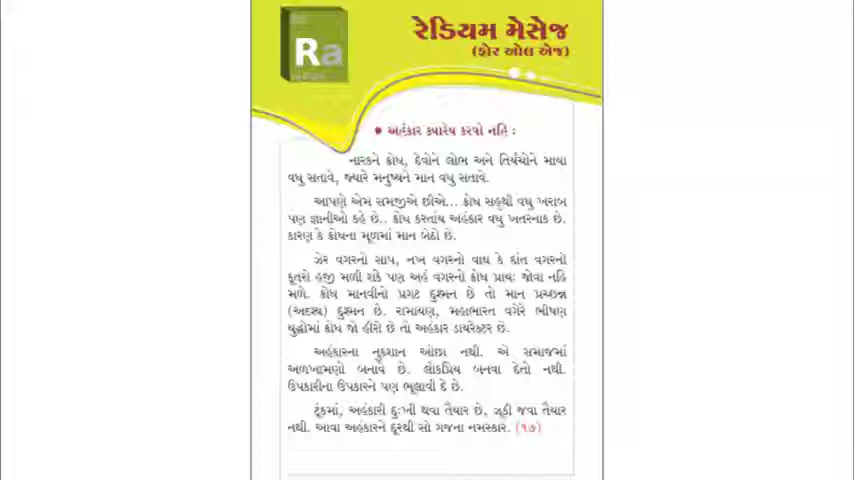 Ra
રેડિયમ મેસેજ
(ફોર ઓલ એજ)
* અહંકાર ક્યારેય કરવો નહિ :
નારકને ક્રોધ, દેવોને લોભ અને તિર્યંચોને માયા
વધુ સતાવે, જ્યારે મનુષ્યને માન વધુ સતાવે.
આપણે એમ સમજીએ છીએ... ક્રોધ સહુથી વધુ ખરાબ
પણ જ્ઞાનીઓ કહે છે.. ક્રોધ કરતાંય અહંકાર વધુ ખતરનાક છે.
કારણ કે ક્રોધના મૂળમાં માન બેઠો છે.
ઝેર વગરનો સાપ, નખ વગરનો વાઘ કે દાંત વગરનો
કૂતરો હજી મળી શકે પણ અહં વગરનો ક્રોધ પ્રાયઃ જોવા નહિ
મળે. ક્રોધ માનવીનો પ્રગટ દુશ્મન છે તો માન પ્રચ્છન્ન
(અદૃશ્ય) દુશ્મન છે. રામાયણ, મહાભારત વગેરે ભીષણ
યુદ્ધોમાં ક્રોધ જો હીરો છે તો અહંકાર ડાયરેક્ટર છે.
અહંકારના નુકશાન ઓછા નથી. એ સમાજમાં
અળખામણો બનાવે છે. લોકપ્રિય બનવા દેતો નથી.
ઉપકારીના ઉપકારને પણ ભૂલાવી દે છે.
ટૂંકમાં, અહંકારી દુઃખી થવા તૈયાર છે, ઝૂકી જવા તૈયાર
નથી. આવા અહંકારને દૂરથી સો ગજના નમસ્કાર. (૧૭)